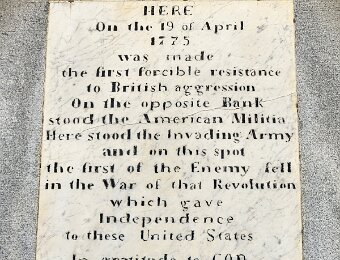 HERE
On the 19 of April
1775
was made
the first forcible resistance
to British aggression
On the opposite Bank
stood the American Militia
Here stood the Invading Army
and on this spot
the first of the Enemy fell
in the War of that Revolution
which gave
Independence
to these United States
In gratitude to GOD